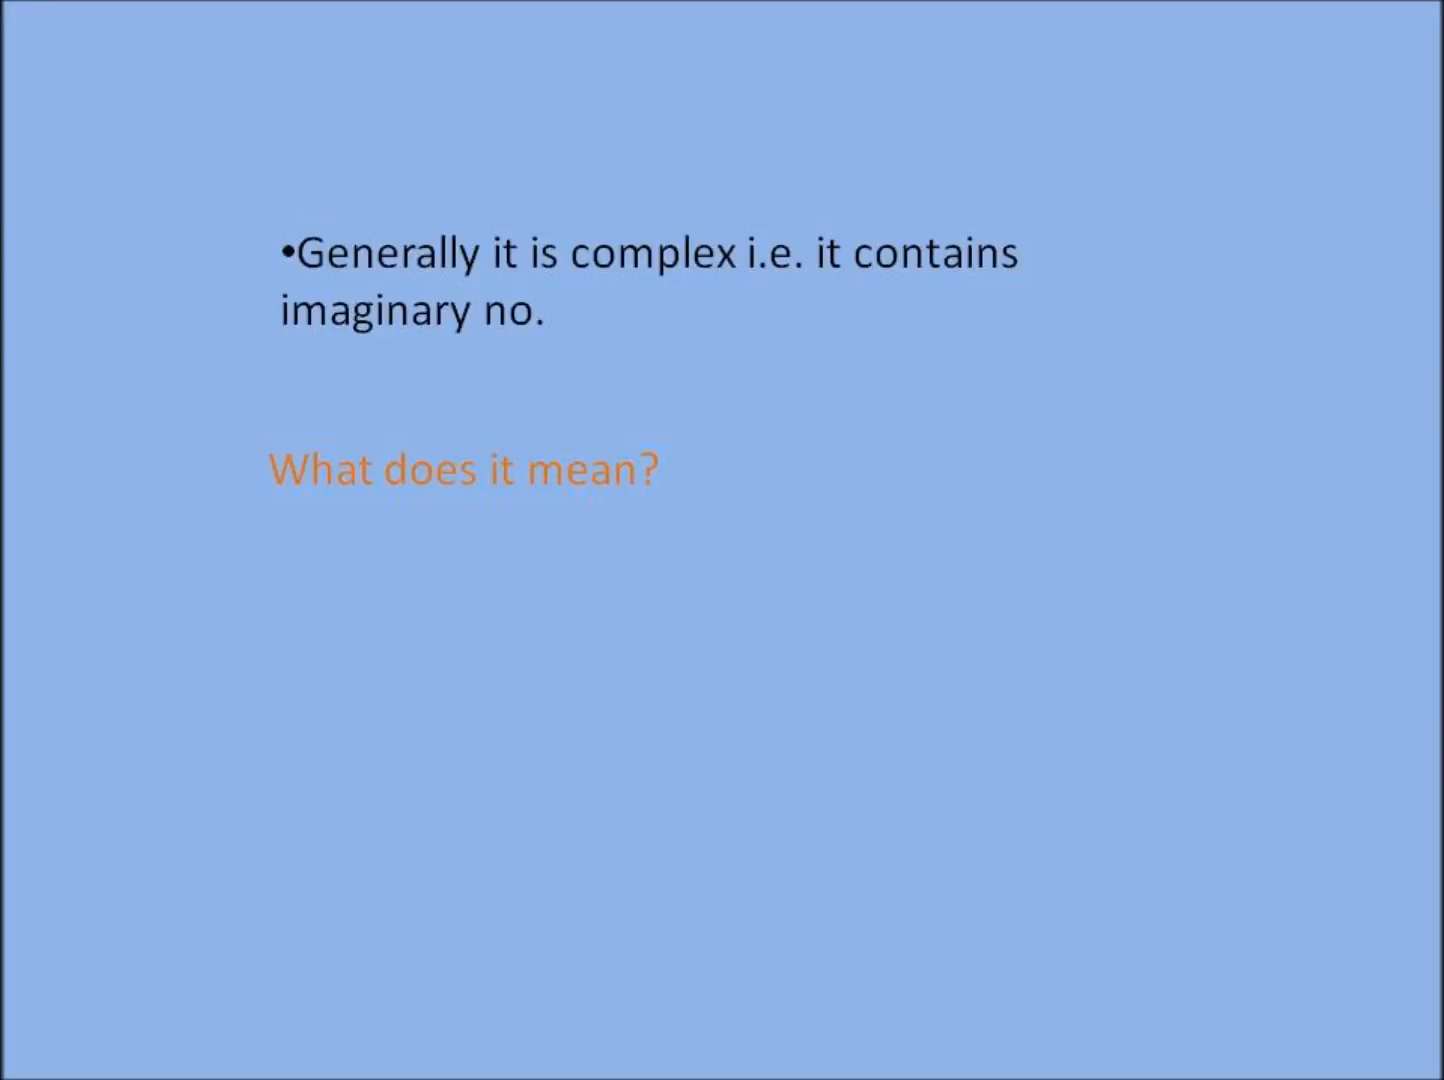 •Generally it is complex i.e. it contains
imaginary no.
What does it mean?